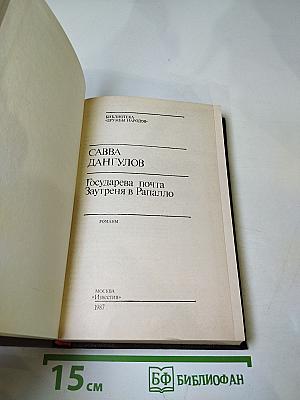 БИБЛИОТЕКА
«ДРУЖБЫ НАРОДОВ»
САВВА
ДАНГУЛОВ
Государева почта
Заутреня в Рапалло
РОМАНЫ
МОСКВА
«Известия»
1987
15 см
БФ БИБЛИОФАН